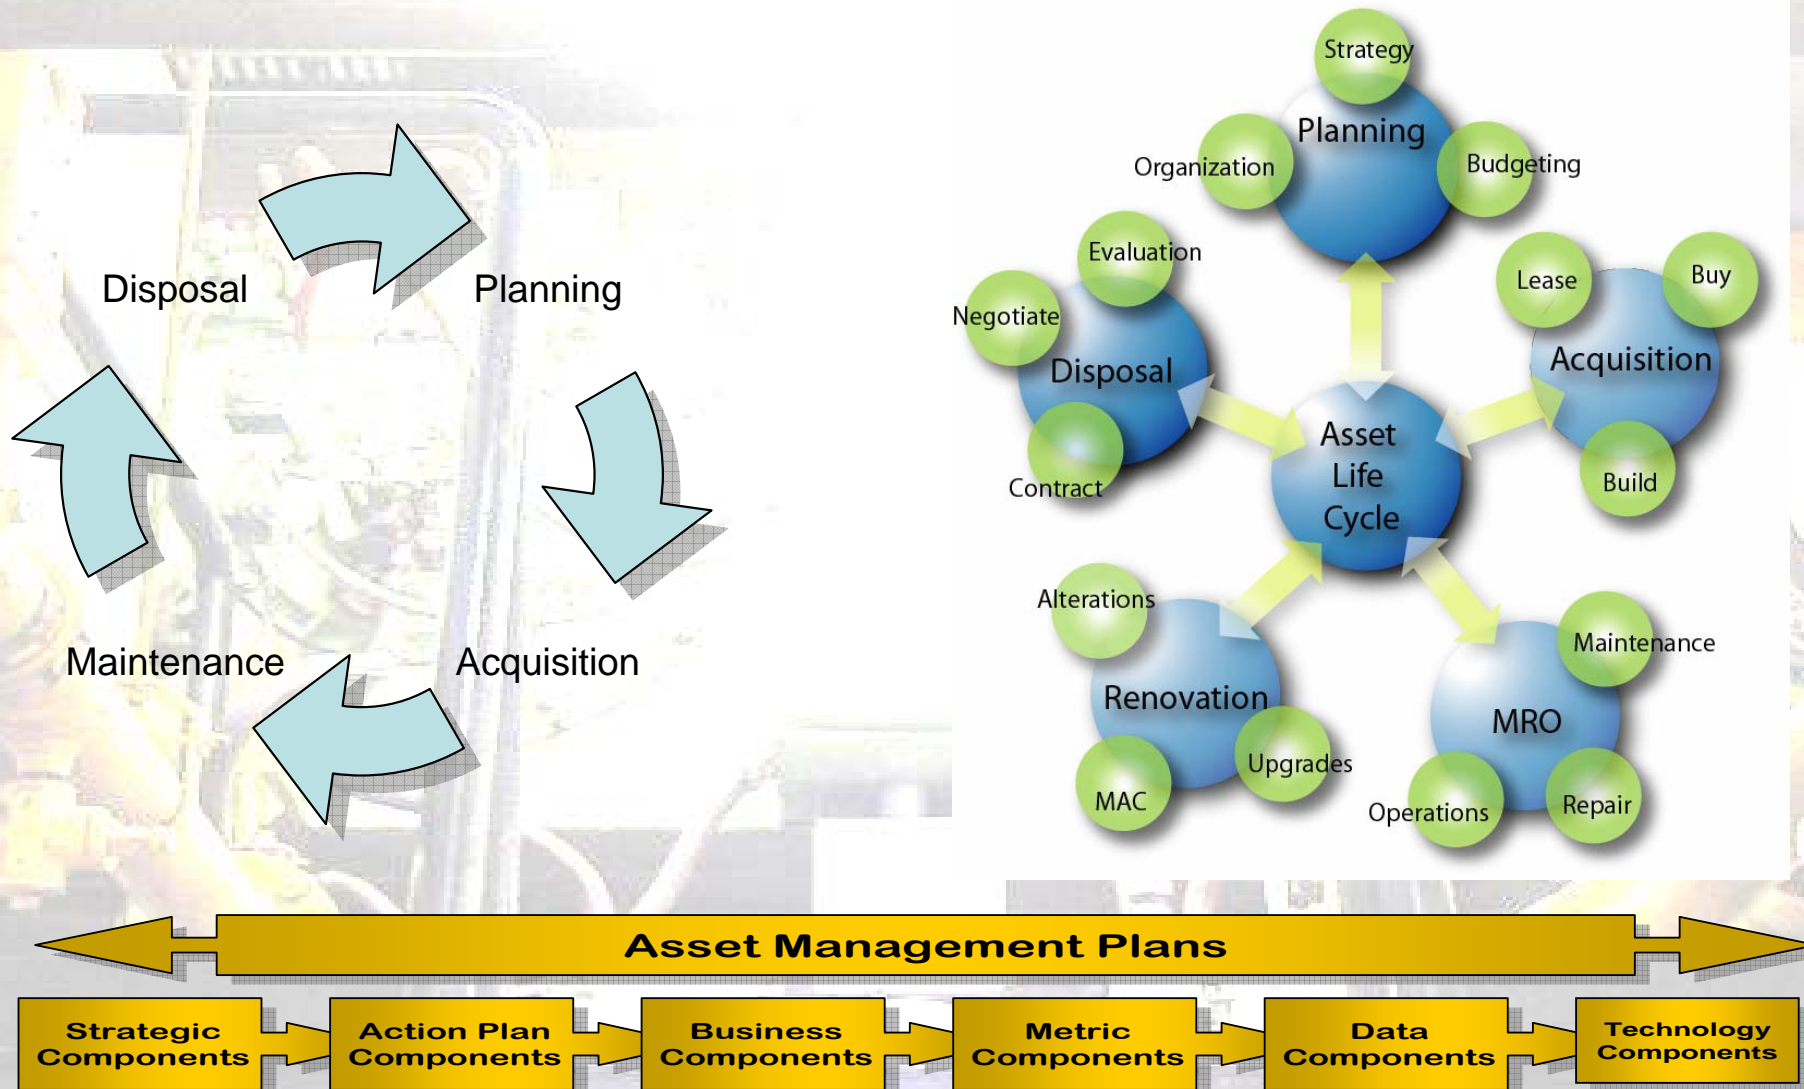 Disposal
Planning
Maintenance
Acquisition
Strategy
Planning
Organization
Budgeting
Evaluation
Negotiate
Disposal
Contract
Lease
Buy
Acquisition
Build
Asset
Life
Cycle
Alterations
Renovation
MAC
Upgrades
Maintenance
MRO
Operations
Repair
Asset Management Plans
Strategic
Components
Action Plan
Components
Business
Components
Metric
Components
Data
Components
Technology
Components